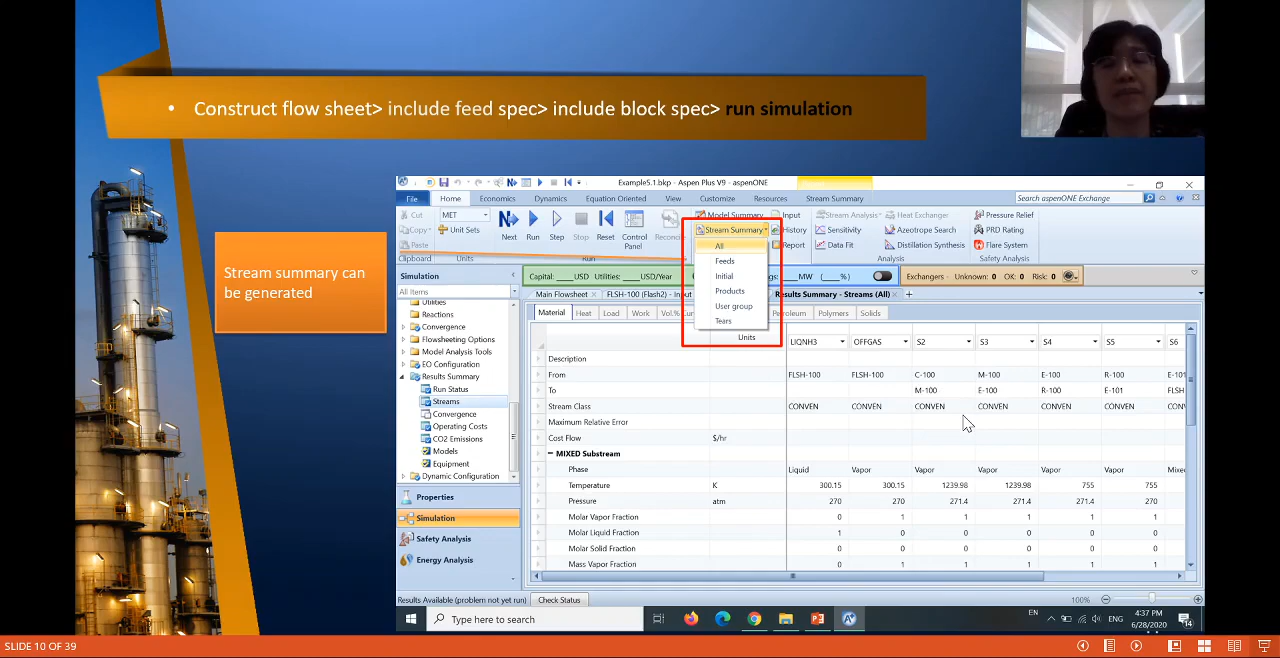 • Construct flow sheet> include feed spec> include block spec> run simulation
Stream summary can
be generated
Example5.1.bkp - Aspen Plus V9 - aspenONE
File Home Economics Dynamics Equation Oriented View Customize Resources Stream Summary Search aspenONE Exchange
Cut MET Model Summary Input Stream Analysis Heat Exchanger Pressure Relief
Copy Unit Sets Next Run Step Stop Reset Control Panel Stream Summary History Sensitivity Azeotrope Search PRD Rating
Paste Report Data Fit Distillation Synthesis Flare System
Clipboard Units Run Analysis Safety Analysis
All
Feeds
Initial
Products
User group
Tears
Units
Simulation Capital: USD Utilities: USD/Year MW (____%) Exchangers - Unknown: 0 OK: 0 Risk: 0
All Items Main Flowsheet FLSH-100 (Flash2) - Input Results Summary - Streams (All)
Material Heat Load Work Petroleum Polymers Solids
Utilities
Reactions
Convergence
Flowsheeting Options
Model Analysis Tools
EO Configuration
Results Summary
Run Status
Streams
Convergence
Operating Costs
CO2 Emissions
Models
Equipment
Dynamic Configuration
Properties
Simulation
Safety Analysis
Energy Analysis
LIQNH3 OFFGAS S2 S3 S4 S5 S6
Description
From FLSH-100 FLSH-100 C-100 M-100 E-100 R-100 E-101
To M-100 E-100 R-100 E-101 FLSH
Stream Class CONVEN CONVEN CONVEN CONVEN CONVEN CONVEN CONV
Maximum Relative Error
Cost Flow $/hr
MIXED Substream
Phase Liquid Vapor Vapor Vapor Vapor Vapor Mixe
Temperature K 300.15 300.15 1239.98 1239.98 755 755
Pressure atm 270 270 271.4 271.4 271.4 270
Molar Vapor Fraction 0 1 1 1 1 1
Molar Liquid Fraction 1 0 0 0 0 0
Molar Solid Fraction 0 0 0 0 0 0
Mass Vapor Fraction 0 1 1 1 1 1
Results Available (problem not yet run) Check Status 100%
Type here to search EN ENG 4:37 PM
6/28/2020 14
SLIDE 10 OF 39